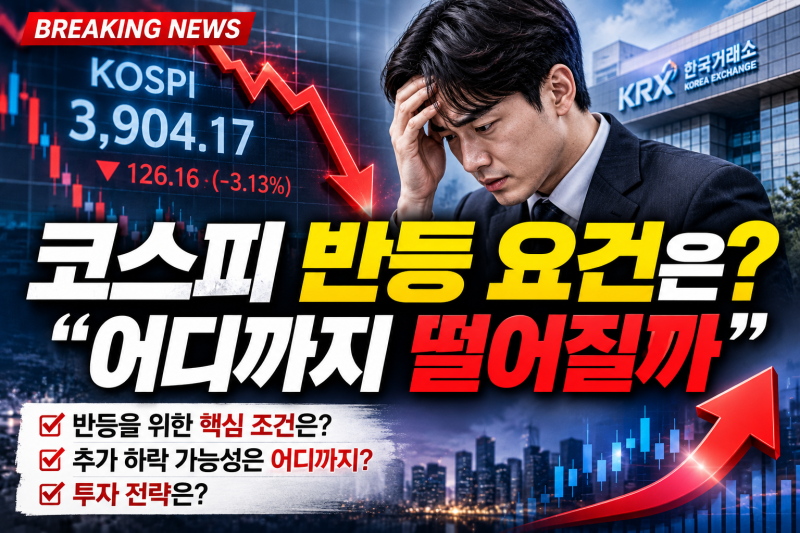 BREAKING NEWS
KOSPI
3,904.17
▼ 126.16 (-3.13%)
KRX 한국거래소
KOREA EXCHANGE
코스피 반등 요건은?
“어디까지 떨어질까”
반등을 위한 핵심 조건은?
추가 하락 가능성은 어디까지?
투자 전략은?